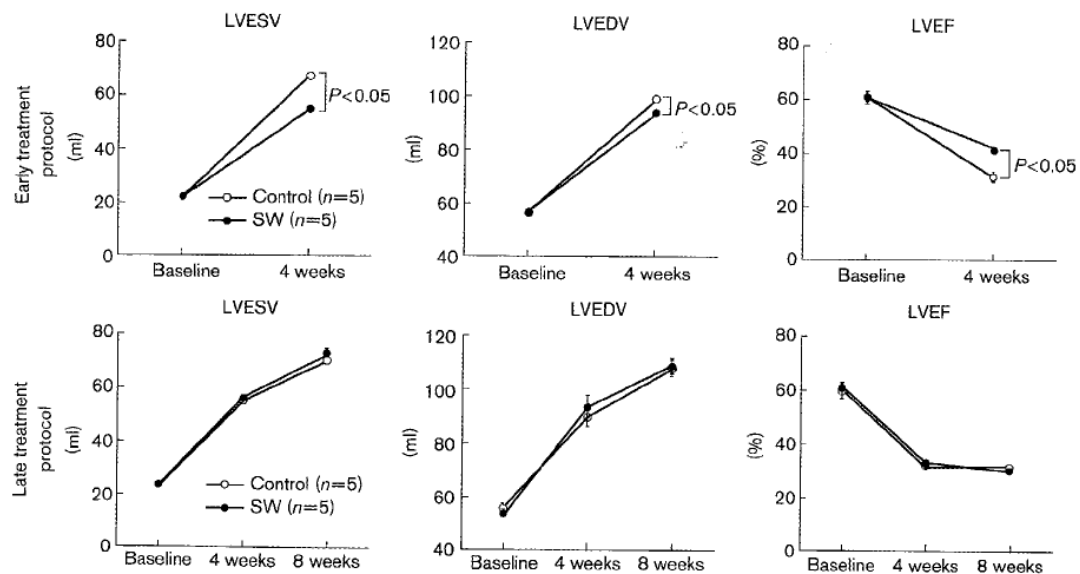 LVESV
LVEDV
LVEF
Early treatment
protocol
(ml)
80
60
40
20
0
P<0.05
Control (n=5)
SW (n=5)
Baseline
4 weeks
(ml)
120
100
80
60
40
P<0.05
Baseline
4 weeks
(%)
80
60
40
20
0
P<0.05
Baseline
4 weeks
LVESV
LVEDV
LVEF
Late treatment
protocol
(ml)
80
60
40
20
0
Control (n=5)
SW (n=5)
Baseline
4 weeks
8 weeks
(ml)
120
100
80
60
40
Baseline
4 weeks
8 weeks
(%)
80
60
40
20
0
Baseline
4 weeks
8 weeks